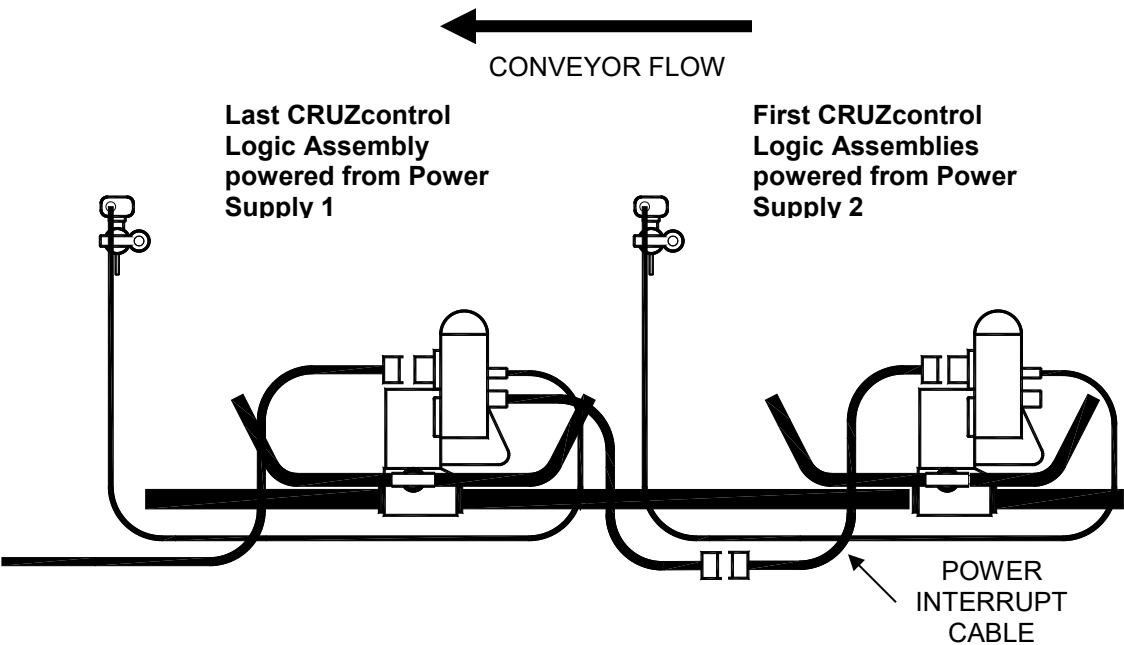 CONVEYOR FLOW
Last CRUZcontrol
Logic Assembly
powered from Power
Supply 1
First CRUZcontrol
Logic Assemblies
powered from Power
Supply 2
POWER
INTERRUPT
CABLE